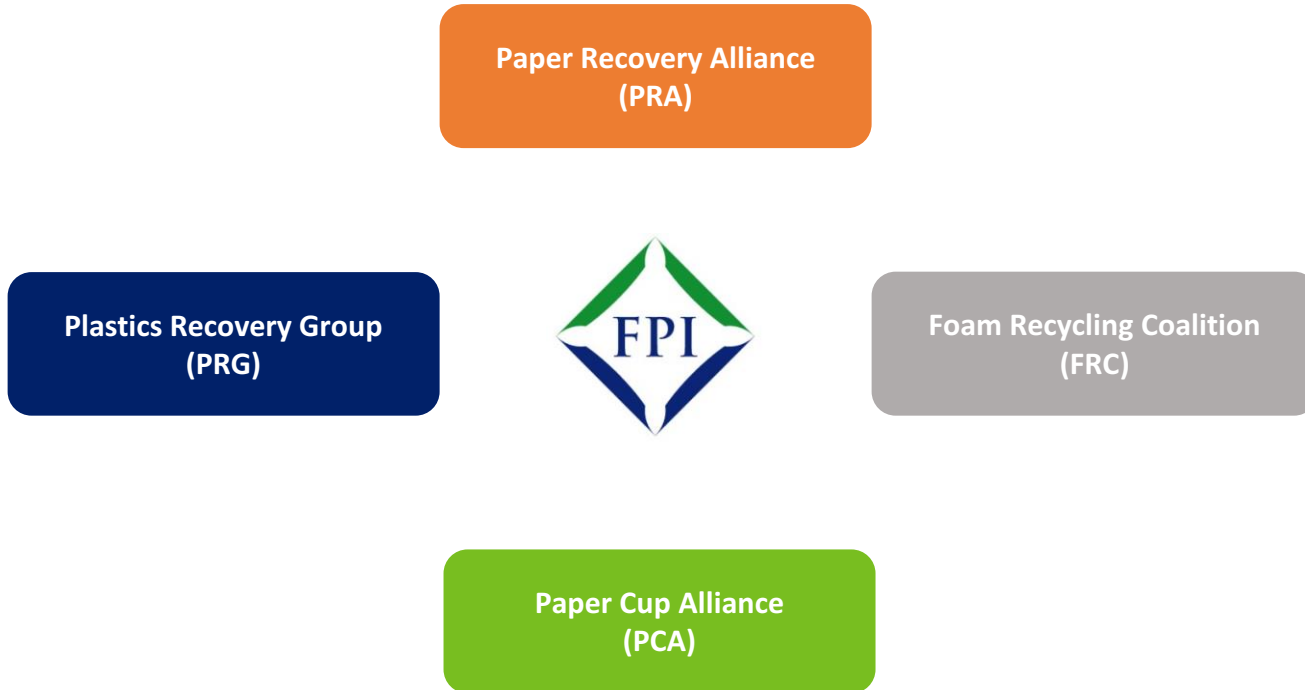 Paper Recovery Alliance
(PRA)
Plastics Recovery Group
(PRG)
FPI
Foam Recycling Coalition
(FRC)
Paper Cup Alliance
(PCA)